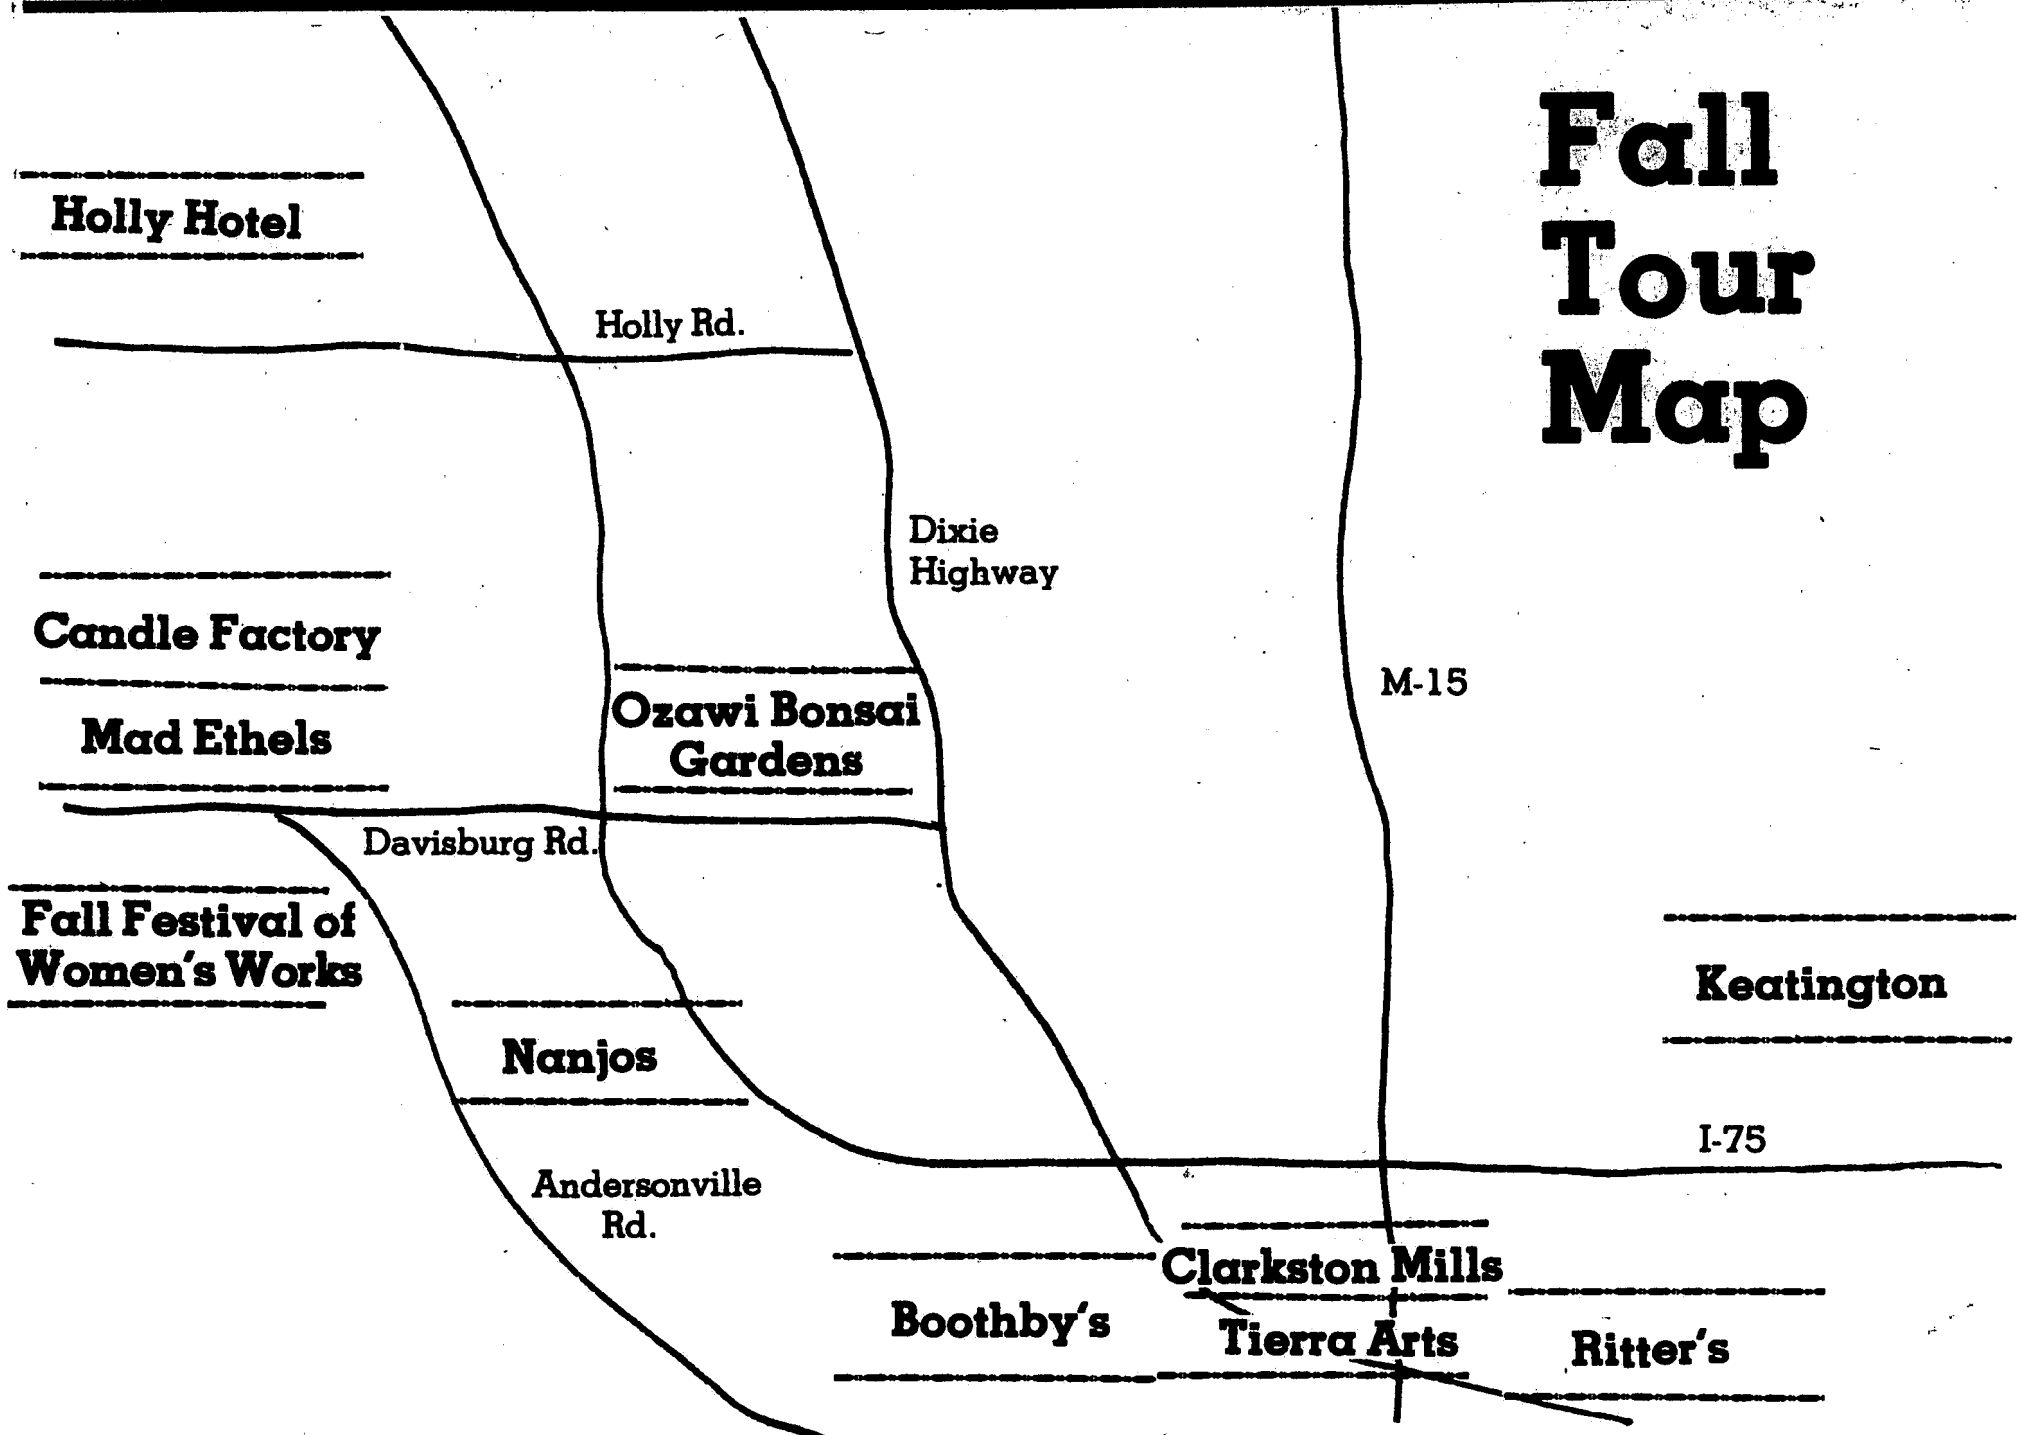 Fall
Tour
Map
Holly Hotel
Holly Rd.
Dixie
Highway
Candle Factory
M-15
Ozawi Bonsai
Gardens
Mad Ethels
Davisburg Rd.
Fall Festival of
Women's Works
Keatington
Nanjos
I-75
Andersonville
Rd.
Clarkston Mills
Boothby's
Tierra Arts
Ritter's